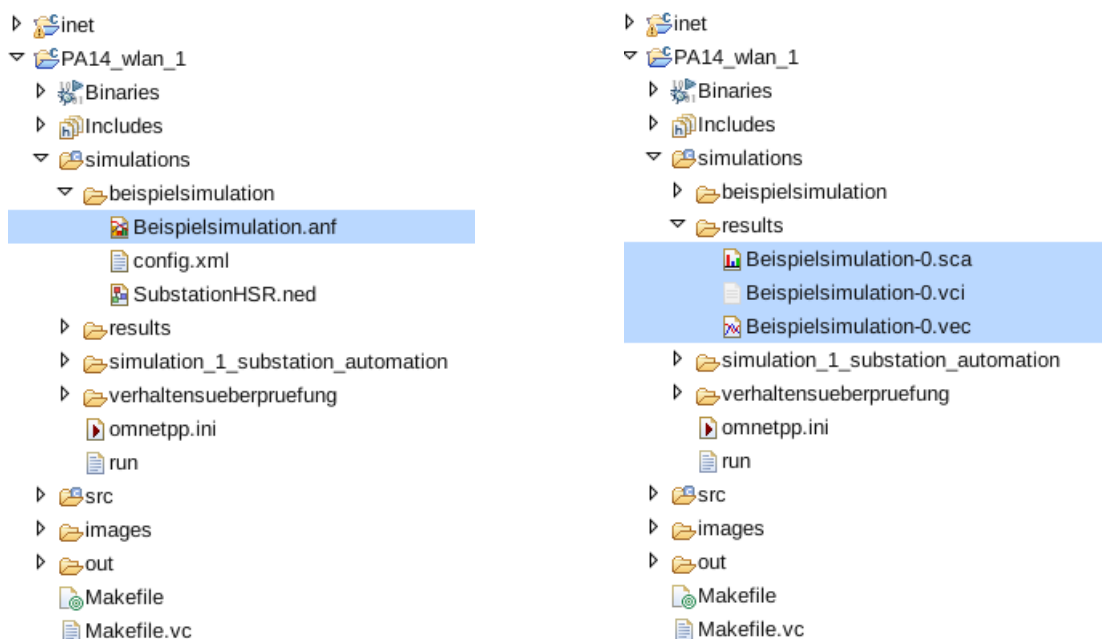 inet
PA14_wlan_1
Binaries
Includes
simulations
beispielsimulation
Beispielsimulation.anf
config.xml
SubstationHSR.ned
results
simulation_1_substation_automation
verhaltensueberpruefung
omnetpp.ini
run
src
images
out
Makefile
Makefile.vc
inet
PA14_wlan_1
Binaries
Includes
simulations
beispielsimulation
results
Beispielsimulation-0.sca
Beispielsimulation-0.vci
Beispielsimulation-0.vec
simulation_1_substation_automation
verhaltensueberpruefung
omnetpp.ini
run
src
images
out
Makefile
Makefile.vc